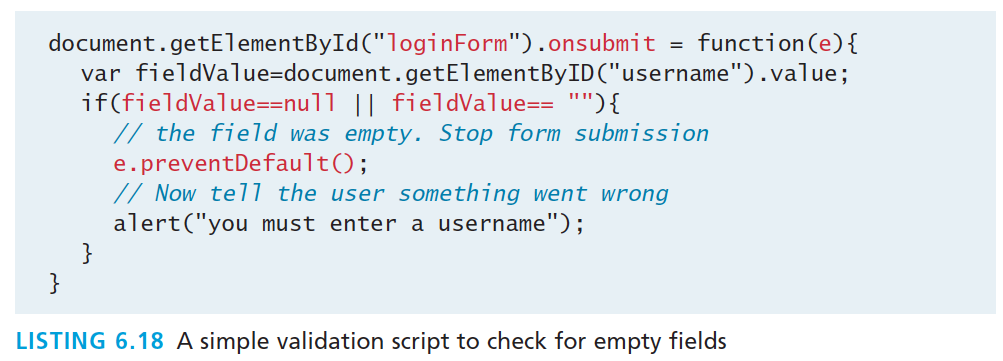 document.getElementById("loginForm").onsubmit = function(e){
var fieldValue=document.getElementByID("username").value;
if(fieldValue==null || fieldValue== ""){
// the field was empty. Stop form submission
e.preventDefault();
// Now tell the user something went wrong
alert("you must enter a username");
}
}
LISTING 6.18 A simple validation script to check for empty fields